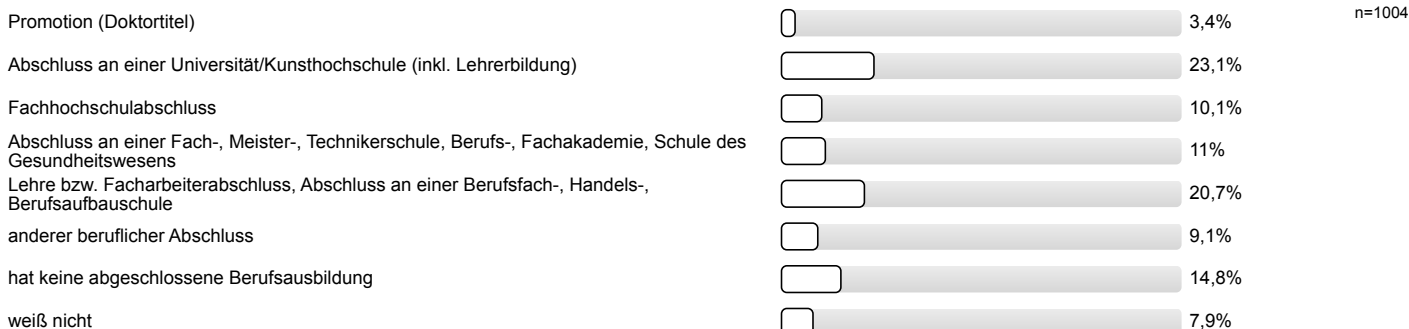 Promotion (Doktortitel) 3,4% n=1004
Abschluss an einer Universität/Kunsthochschule (inkl. Lehrerbildung) 23,1%
Fachhochschulabschluss 10,1%
Abschluss an einer Fach-, Meister-, Technikerschule, Berufs-, Fachakademie, Schule des
Gesundheitswesens 11%
Lehre bzw. Facharbeiterabschluss, Abschluss an einer Berufsfach-, Handels-,
Berufsaufbauschule 20,7%
anderer beruflicher Abschluss 9,1%
hat keine abgeschlossene Berufsausbildung 14,8%
weiß nicht 7,9%